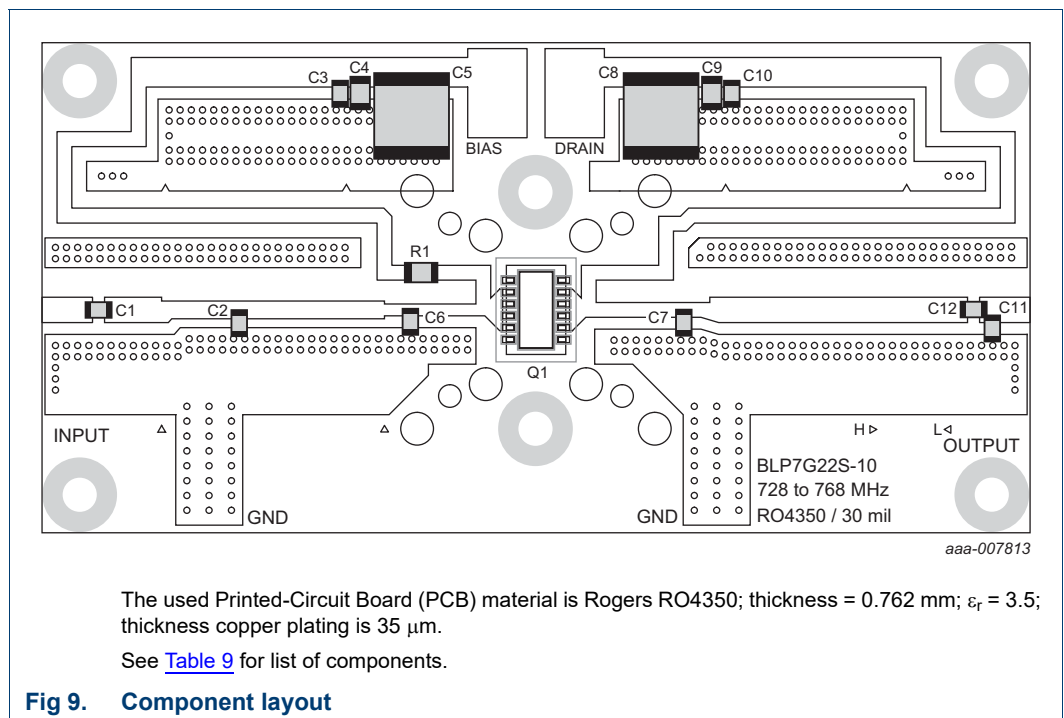 C3 C4 C5 C8 C9 C10
BIAS DRAIN
R1
C1 C2 C6 C7 C12 C11
Q1
INPUT H L OUTPUT
BLP7G22S-10
728 to 768 MHz
GND GND RO4350 / 30 mil
aaa-007813
The used Printed-Circuit Board (PCB) material is Rogers RO4350; thickness = 0.762 mm; εr = 3.5;
thickness copper plating is 35 μm.
See Table 9 for list of components.
Fig 9. Component layout